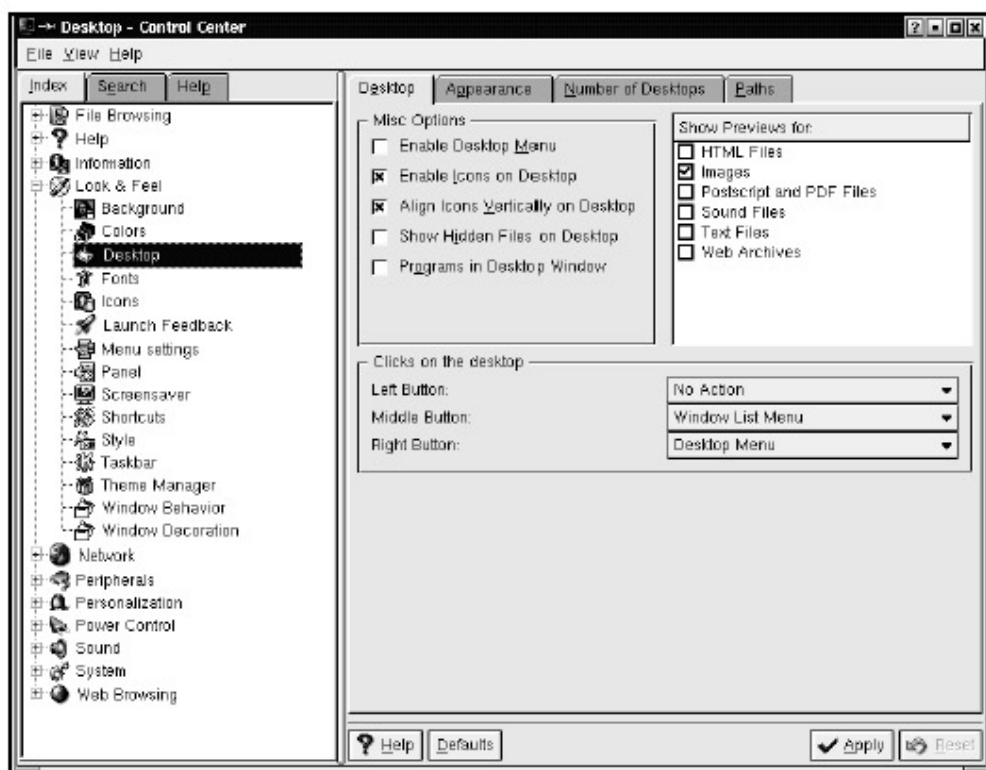 Desktop - Control Center
File View Help
Index Search Help
File Browsing
Help
Information
Look & Feel
Background
Colors
Desktop
Fonts
Icons
Launch Feedback
Menu settings
Panel
Screensaver
Shortcuts
Style
Taskbar
Theme Manager
Window Behavior
Window Decoration
Network
Peripherals
Personalization
Power Control
Sound
System
Web Browsing
Desktop Appearance Number of Desktops Paths
Misc Options
Enable Desktop Menu
Enable Icons on Desktop
Align Icons Vertically on Desktop
Show Hidden Files on Desktop
Programs in Desktop Window
Show Previews for:
HTML Files
Images
Postscript and PDF Files
Sound Files
Text Files
Web Archives
Clicks on the desktop
Left Button: No Action
Middle Button: Window List Menu
Right Button: Desktop Menu
? Help Defaults Apply Reset